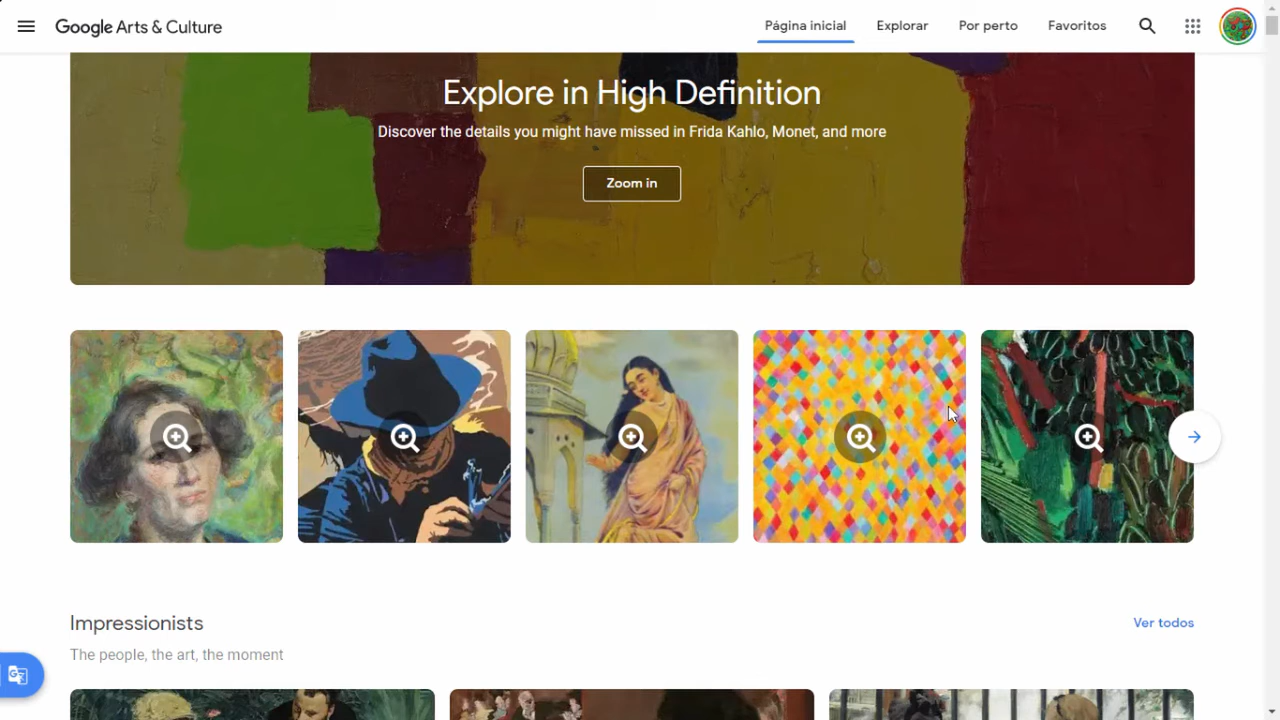 Google Arts & Culture
Página inicial
Explorar
Por perto
Favoritos
Explore in High Definition
Discover the details you might have missed in Frida Kahlo, Monet, and more
Zoom in
Impressionists
Ver todos
The people, the art, the moment